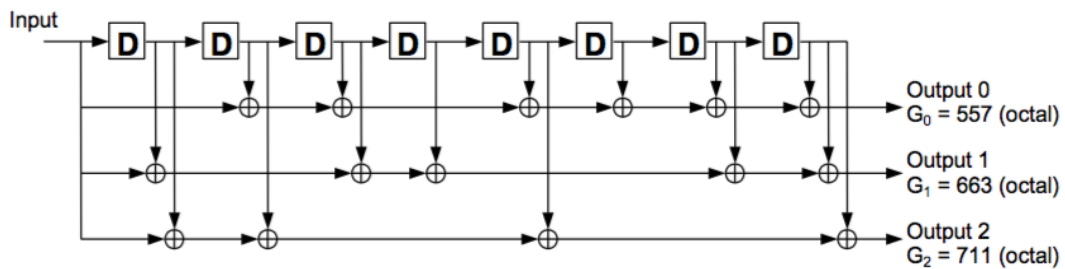 Input
D D D D D D D D
Output 0
G₀ = 557 (octal)
Output 1
G₁ = 663 (octal)
Output 2
G₂ = 711 (octal)